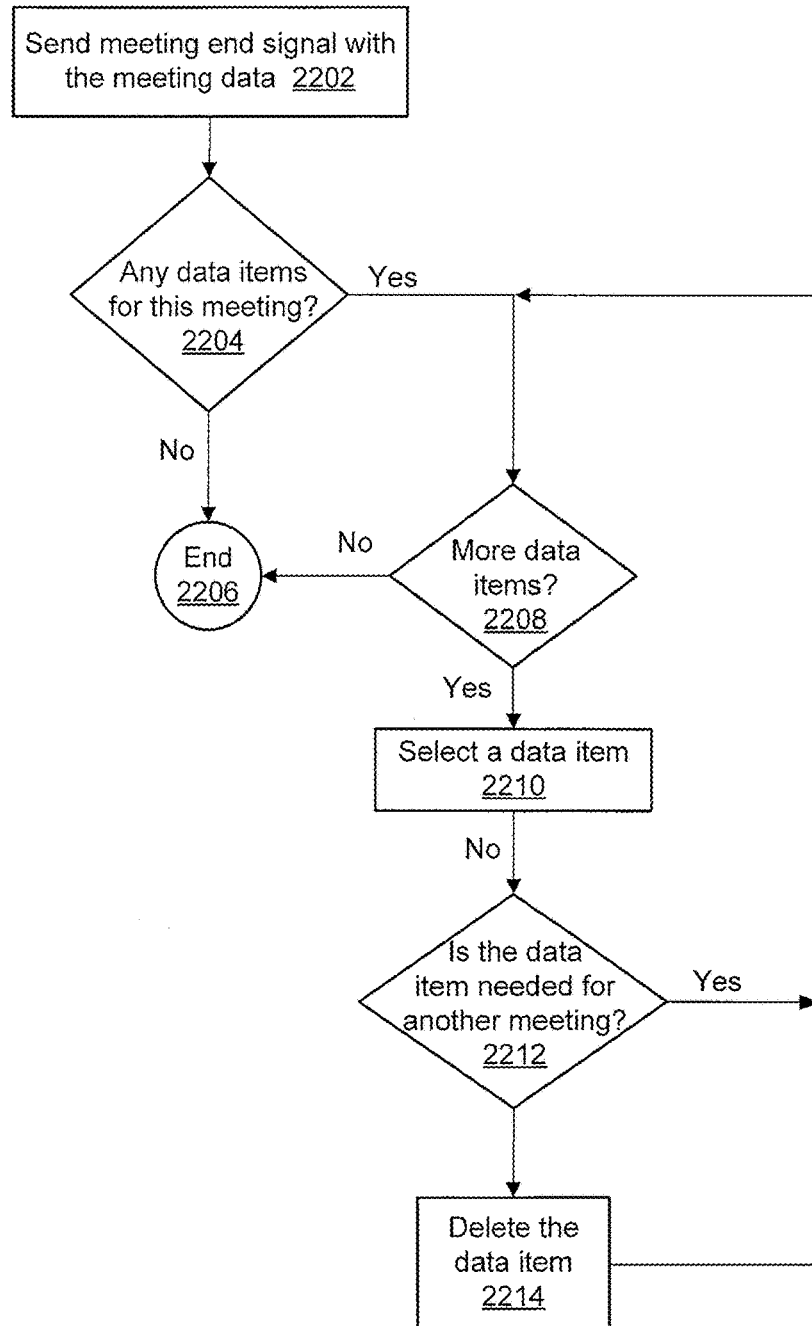 Send meeting end signal with
the meeting data 2202
Any data items
for this meeting?
2204
Yes
No
End
2206
No
More data
items?
2208
Yes
Select a data item
2210
No
Is the data
item needed for
another meeting?
2212
Yes
Delete the
data item
2214